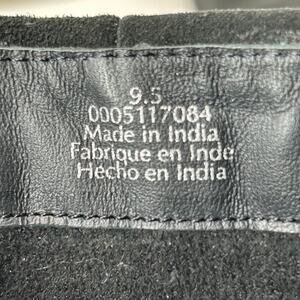 9.5
0005117084
Made in India
Fabrique en Inde
Hecho en India